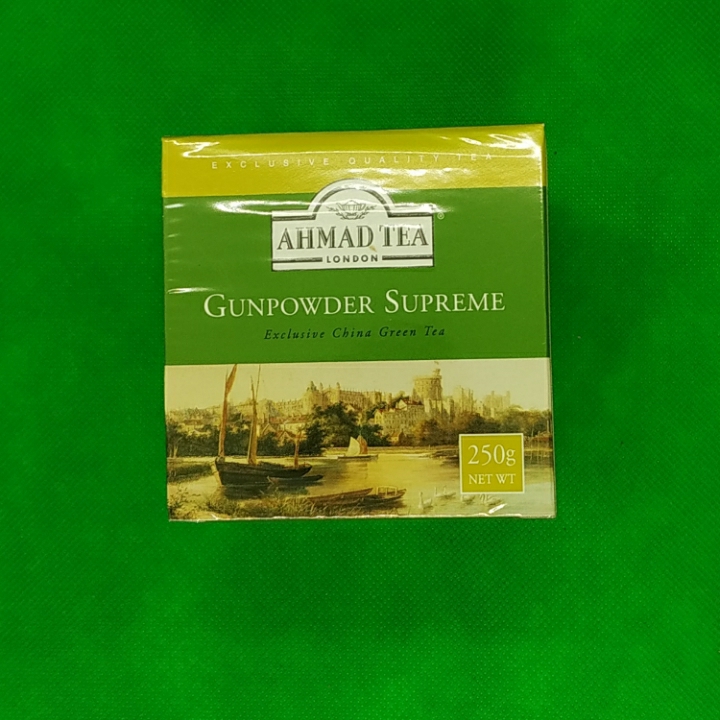 EXCLUSIVE QUALITY TEA
AHMAD TEA®
LONDON
GUNPOWDER SUPREME
Exclusive China Green Tea
250g
NET WT